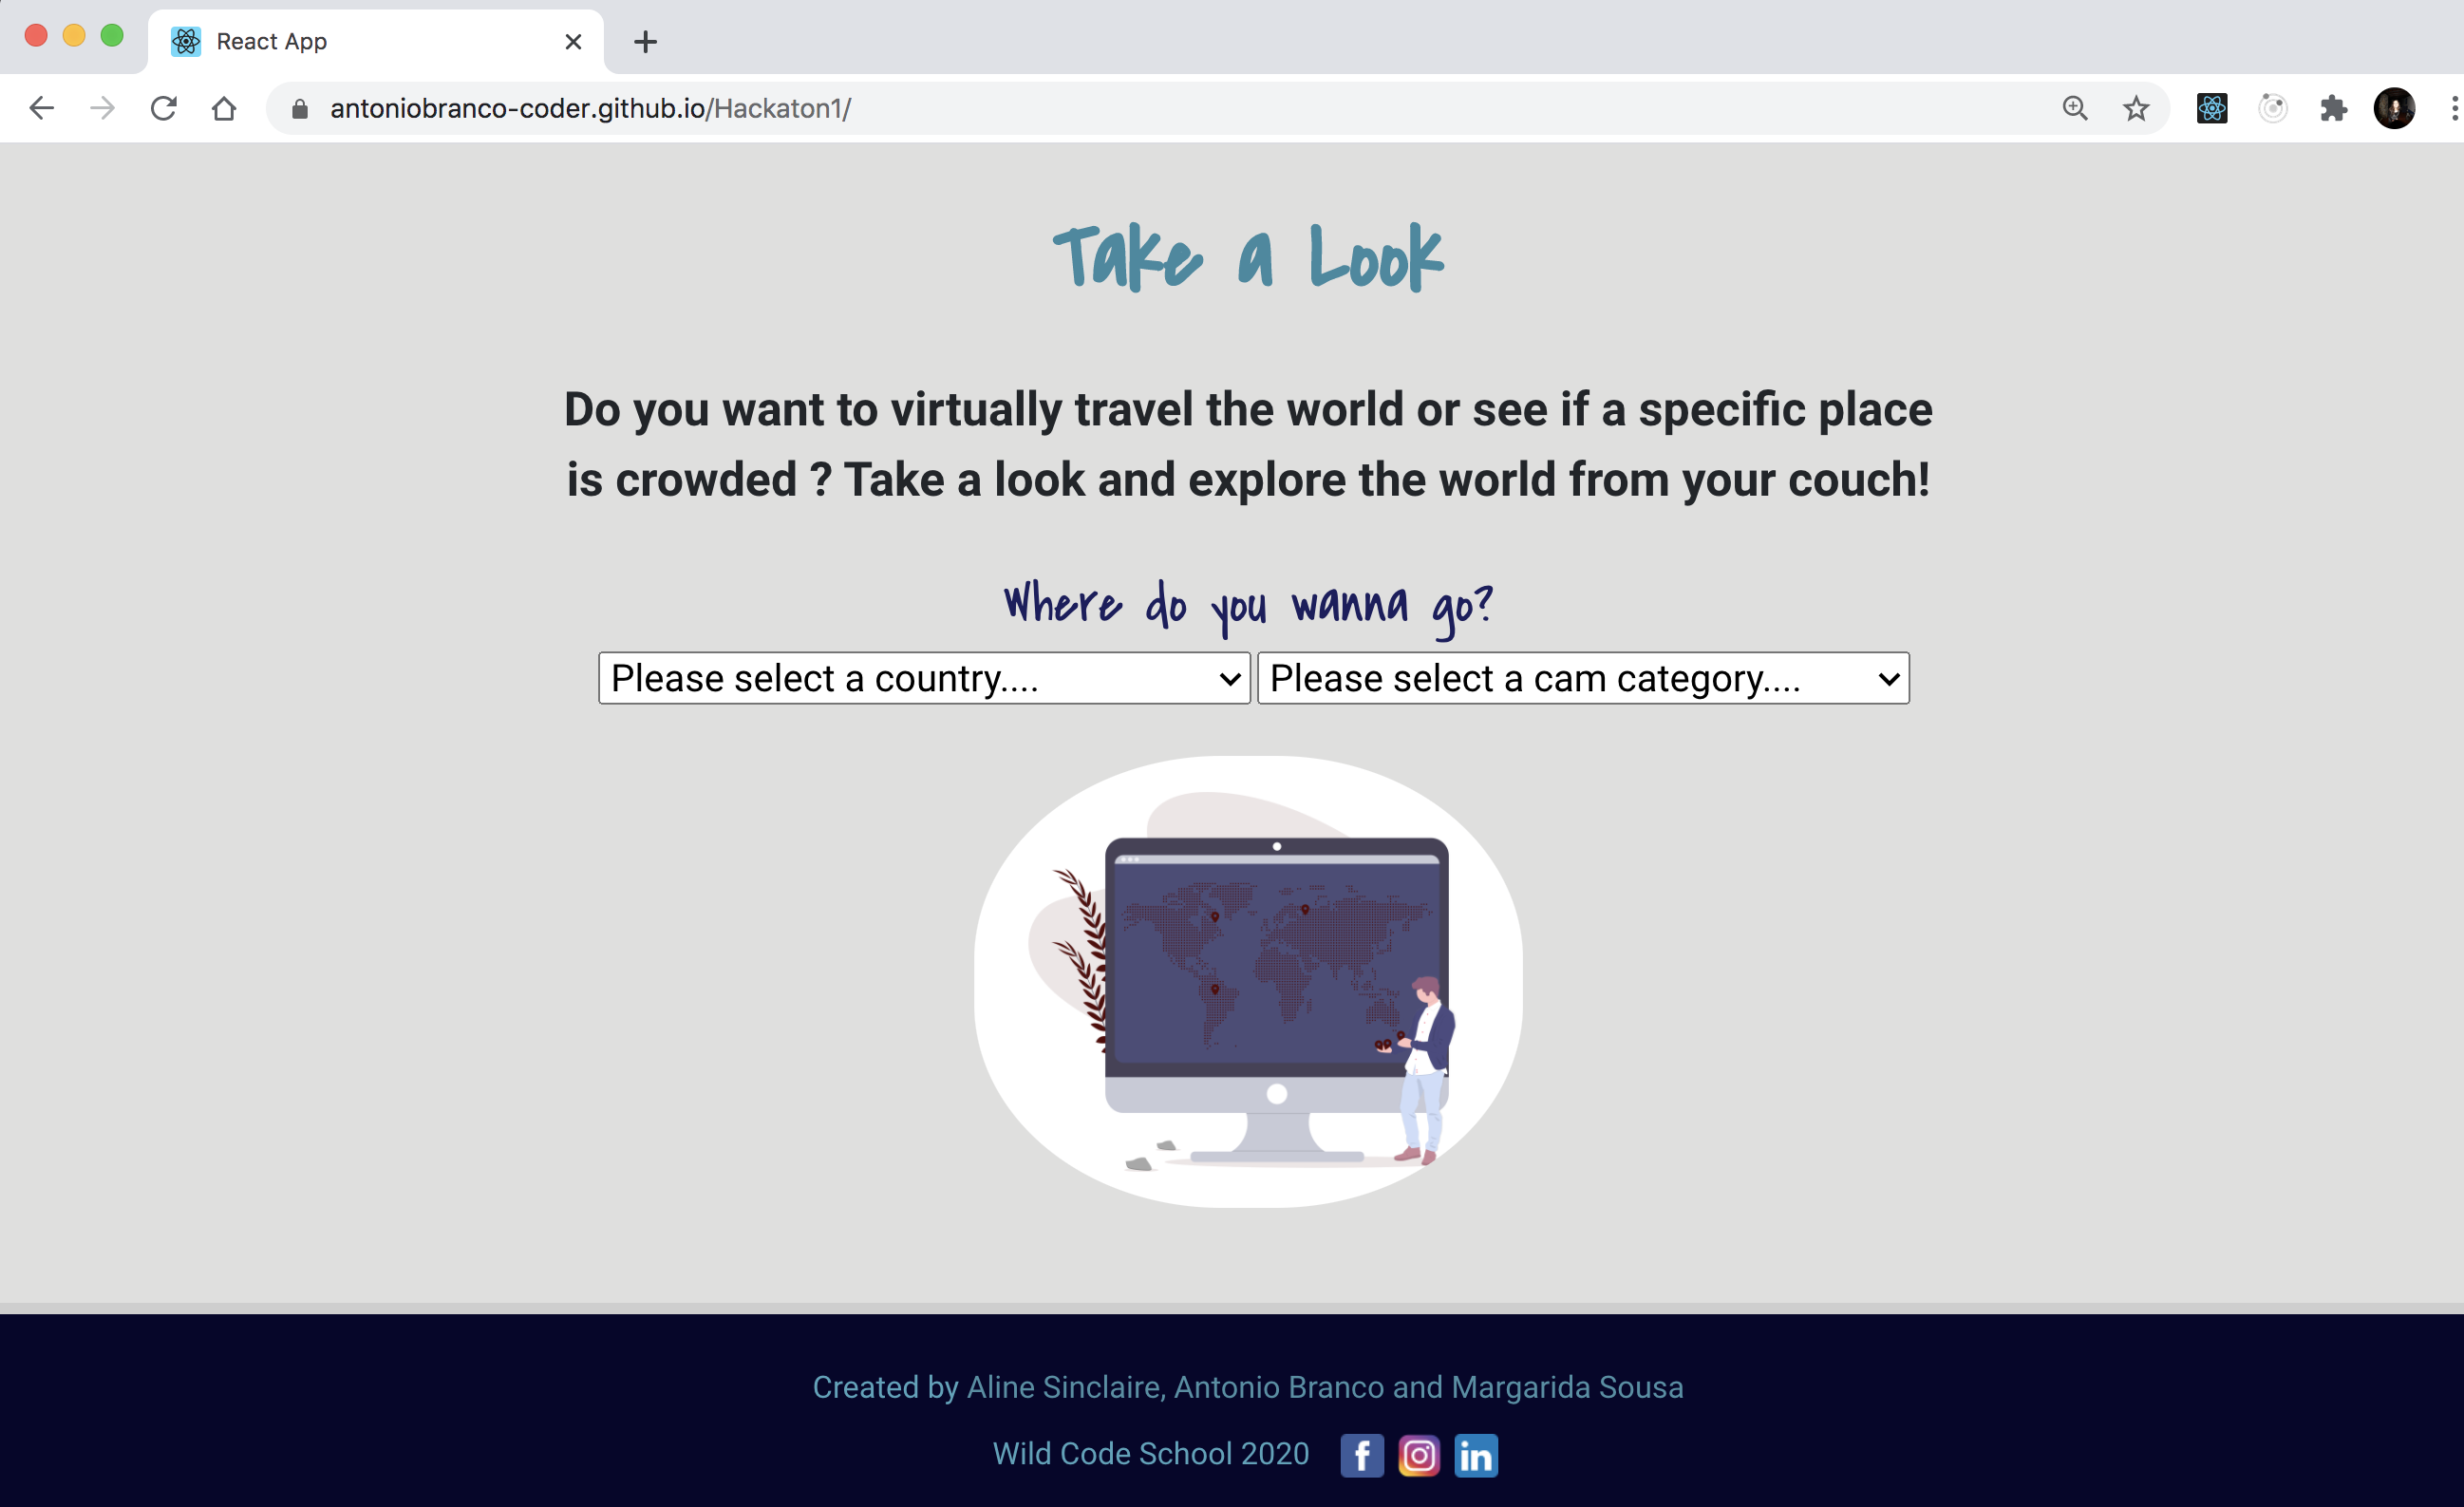 React App
antoniobranco-coder.github.io/Hackaton1/
Take a Look
Do you want to virtually travel the world or see if a specific place
is crowded ? Take a look and explore the world from your couch!
Where do you wanna go?
Please select a country.... Please select a cam category....
Created by Aline Sinclaire, Antonio Branco and Margarida Sousa
Wild Code School 2020 f in